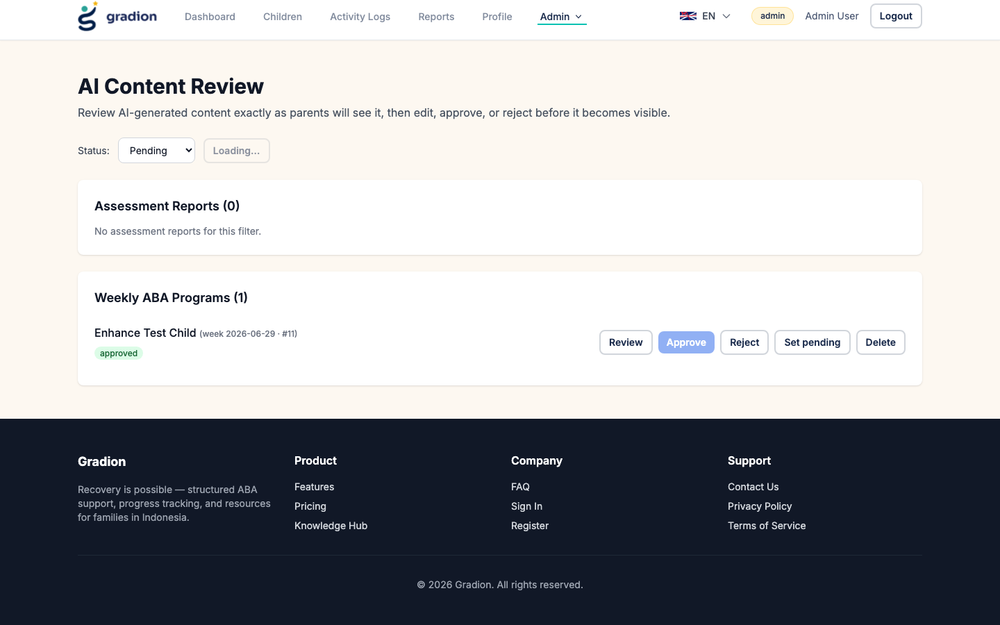 gradion
Dashboard
Children
Activity Logs
Reports
Profile
Admin
EN
admin
Admin User
Logout
AI Content Review
Review AI-generated content exactly as parents will see it, then edit, approve, or reject before it becomes visible.
Status:
Pending
Loading...
Assessment Reports (0)
No assessment reports for this filter.
Weekly ABA Programs (1)
Enhance Test Child (week 2026-06-29 · #11)
approved
Review
Approve
Reject
Set pending
Delete
Gradion
Recovery is possible — structured ABA
support, progress tracking, and resources
for families in Indonesia.
Product
Features
Pricing
Knowledge Hub
Company
FAQ
Sign In
Register
Support
Contact Us
Privacy Policy
Terms of Service
© 2026 Gradion. All rights reserved.